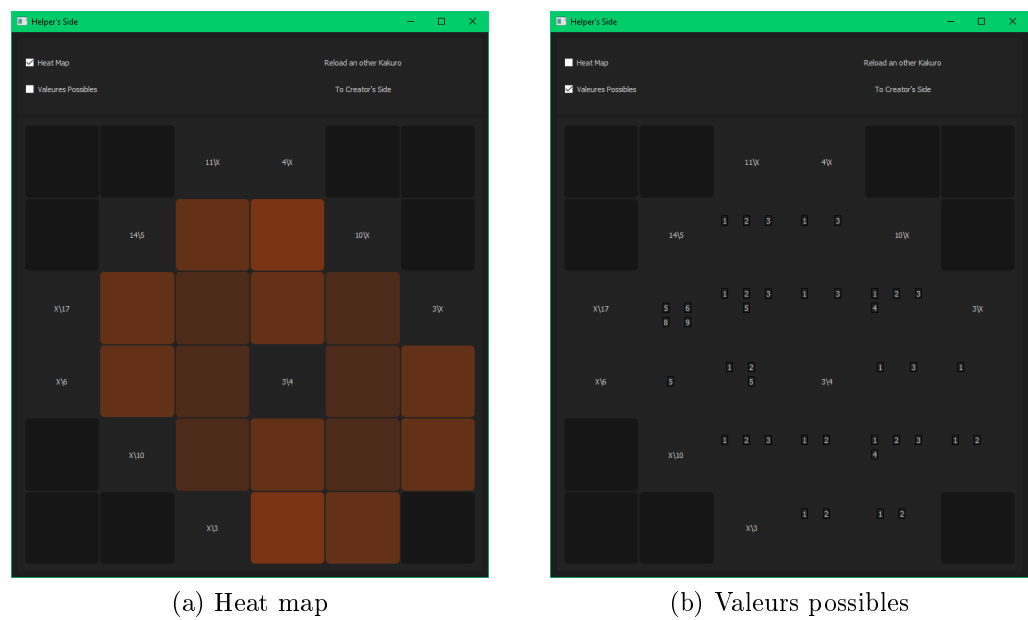 Helper's Side
Heat Map
Reload an other Kakuro
Valeures Possibles
To Creator's Side
11\X 4\X
14\5 10\X
X\17 3\X
X\6 3\4
X\10
X\3
(a) Heat map
Helper's Side
Heat Map
Reload an other Kakuro
Valeures Possibles
To Creator's Side
11\X 4\X
1 2 3 1 3
14\5 10\X
1 2 3 1 3 1 2 3
X\17 5 6 5 4 3\X
8 9
1 2 1 3 1
X\6 5 5 3\4
1 2 3 1 2 1 2 3 1 2
X\10 4
1 2 1 2
X\3
(b) Valeurs possibles